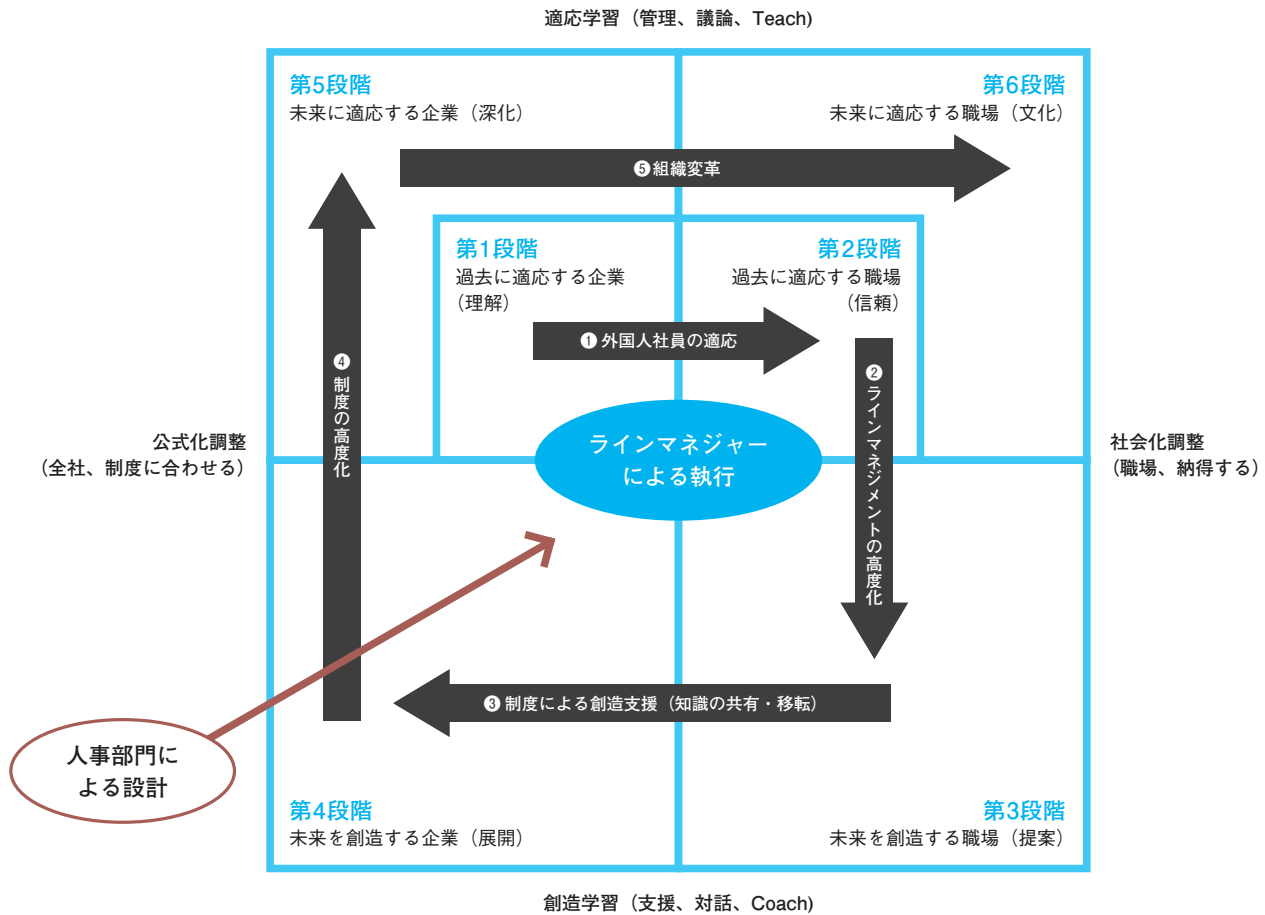 適応学習（管理、議論、Teach)
第5段階
未来に適応する企業（深化）
第6段階
未来に適応する職場（文化）
❺組織変革
第1段階
過去に適応する企業
（理解）
第2段階
過去に適応する職場
（信頼）
❶ 外国人社員の適応
❹ 制度の高度化
❷ ラインマネジメントの高度化
公式化調整
（全社、制度に合わせる）
ラインマネジャー
による執行
社会化調整
（職場、納得する）
❸ 制度による創造支援（知識の共有・移転）
人事部門に
よる設計
第4段階
未来を創造する企業（展開）
第3段階
未来を創造する職場（提案）
創造学習（支援、対話、Coach)